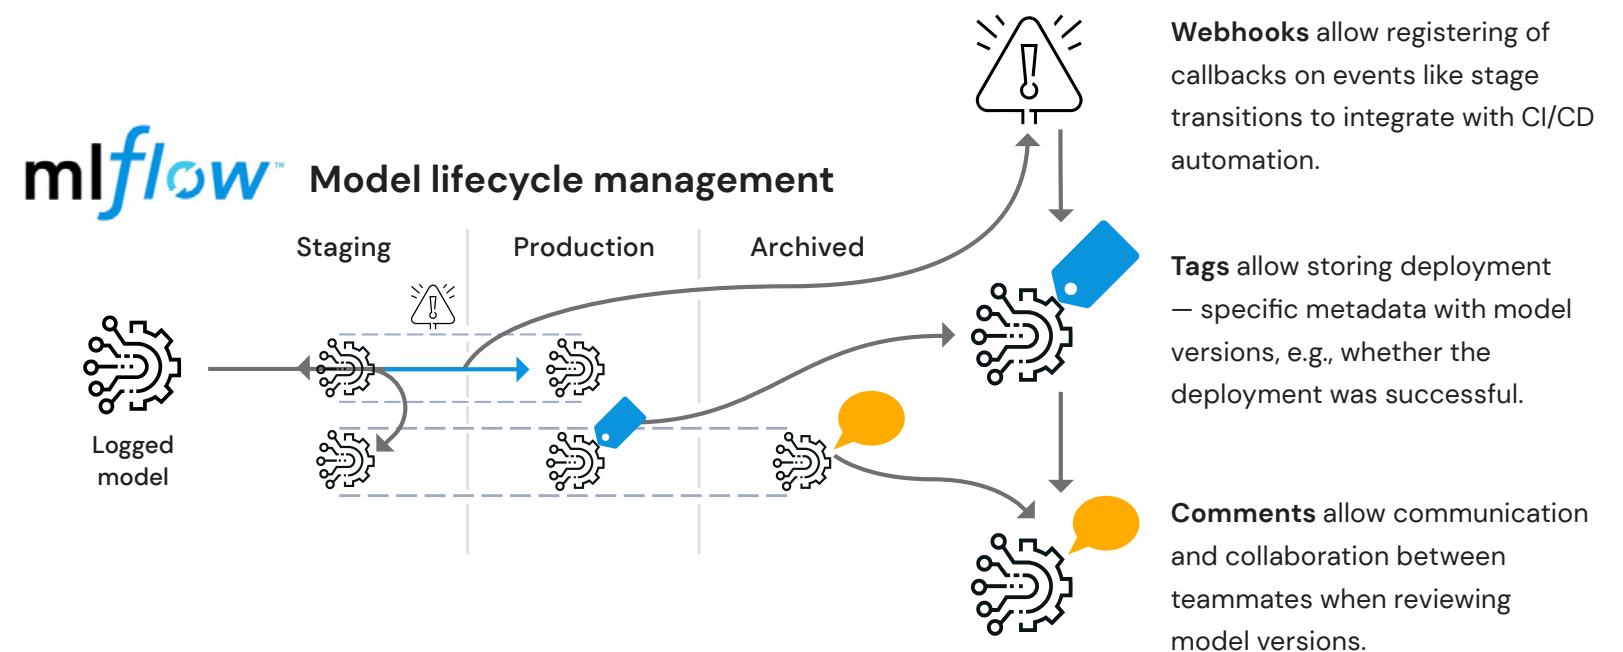 mlflow™
Model lifecycle management
Staging
Production
Archived
Logged
model
Webhooks allow registering of
callbacks on events like stage
transitions to integrate with CI/CD
automation.
Tags allow storing deployment
— specific metadata with model
versions, e.g., whether the
deployment was successful.
Comments allow communication
and collaboration between
teammates when reviewing
model versions.